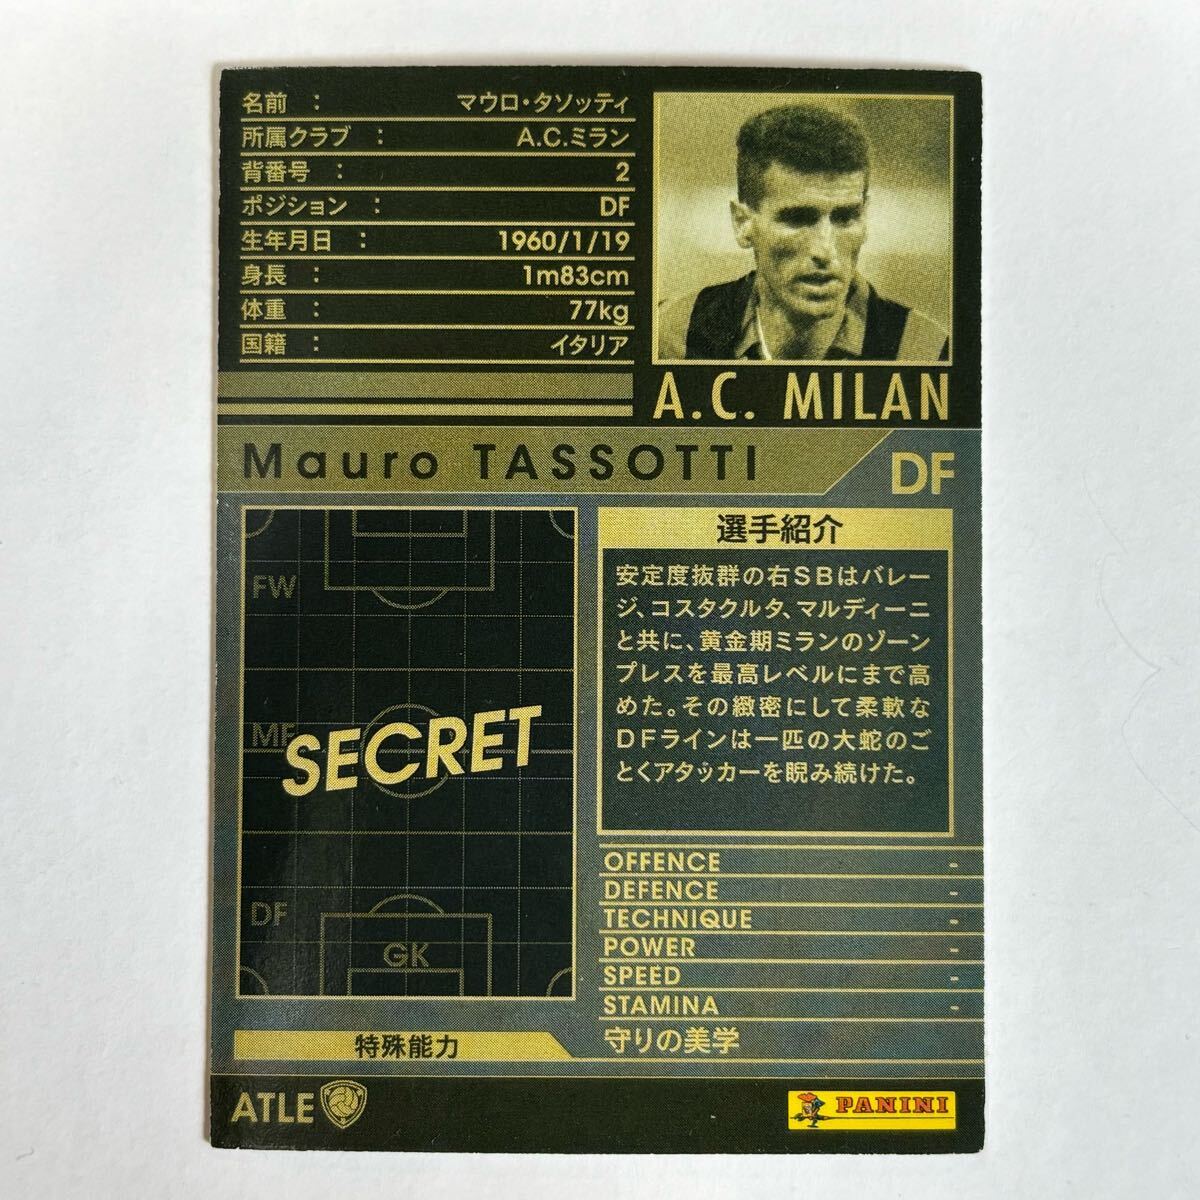 名前 : マウロ・タソッティ
所属クラブ : A.C.ミラン
背番号 : 2
ポジション : DF
生年月日 : 1960/1/19
身長 : 1m83cm
体重 : 77kg
国籍 : イタリア
A.C. MILAN
Mauro TASSOTTI
DF
FW
MF
SECRET
DF
GK
選手紹介
安定度抜群の右SBはバレー
ジ、コスタクルタ、マルディーニ
と共に、黄金期ミランのゾーン
プレスを最高レベルにまで高
めた。その緻密にして柔軟な
DFラインは一匹の大蛇のご
とくアタッカーを睨み続けた。
OFFENCE -
DEFENCE -
TECHNIQUE -
POWER -
SPEED -
STAMINA -
特殊能力
守りの美学
ATLE
PANINI